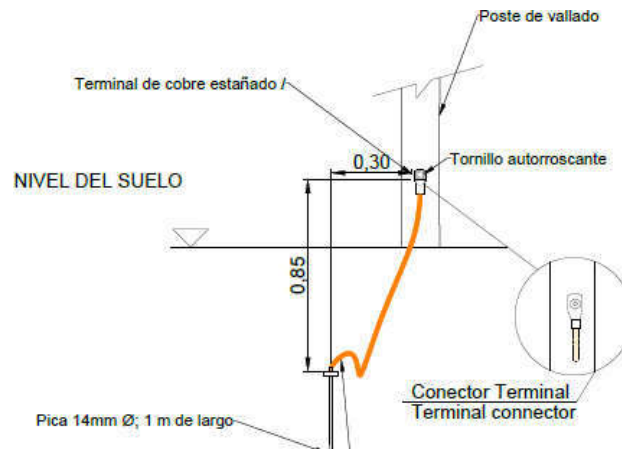 Poste de vallado
Terminal de cobre estañado /
0,30
Tornillo autorroscante
NIVEL DEL SUELO
0,85
Conector Terminal
Terminal connector
Pica 14mm Ø; 1 m de largo